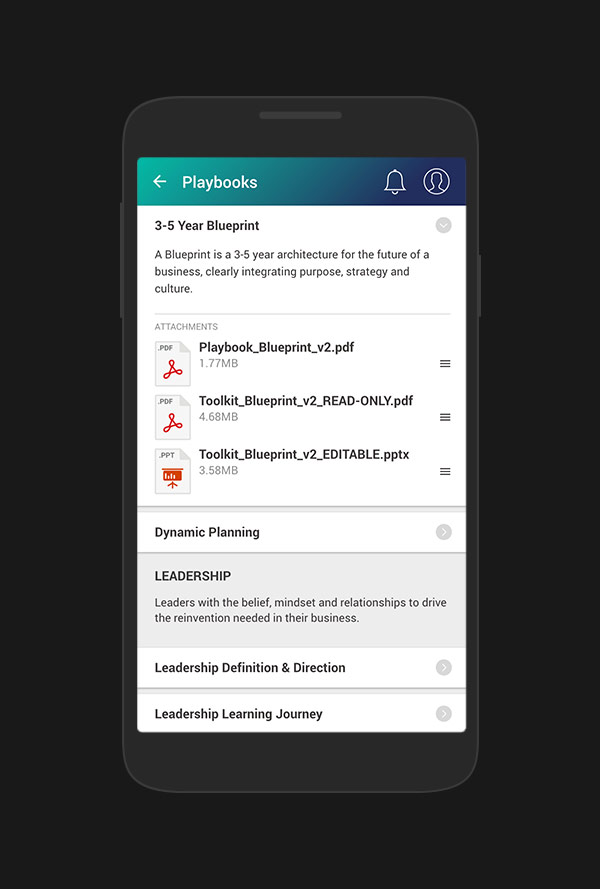 Playbooks
3-5 Year Blueprint
A Blueprint is a 3-5 year architecture for the future of a
business, clearly integrating purpose, strategy and
culture.
ATTACHMENTS
.PDF
Playbook_Blueprint_v2.pdf
1.77MB
.PDF
Toolkit_Blueprint_v2_READ-ONLY.pdf
4.68MB
.PPT
Toolkit_Blueprint_v2_EDITABLE.pptx
3.58MB
Dynamic Planning
LEADERSHIP
Leaders with the belief, mindset and relationships to drive
the reinvention needed in their business.
Leadership Definition & Direction
Leadership Learning Journey